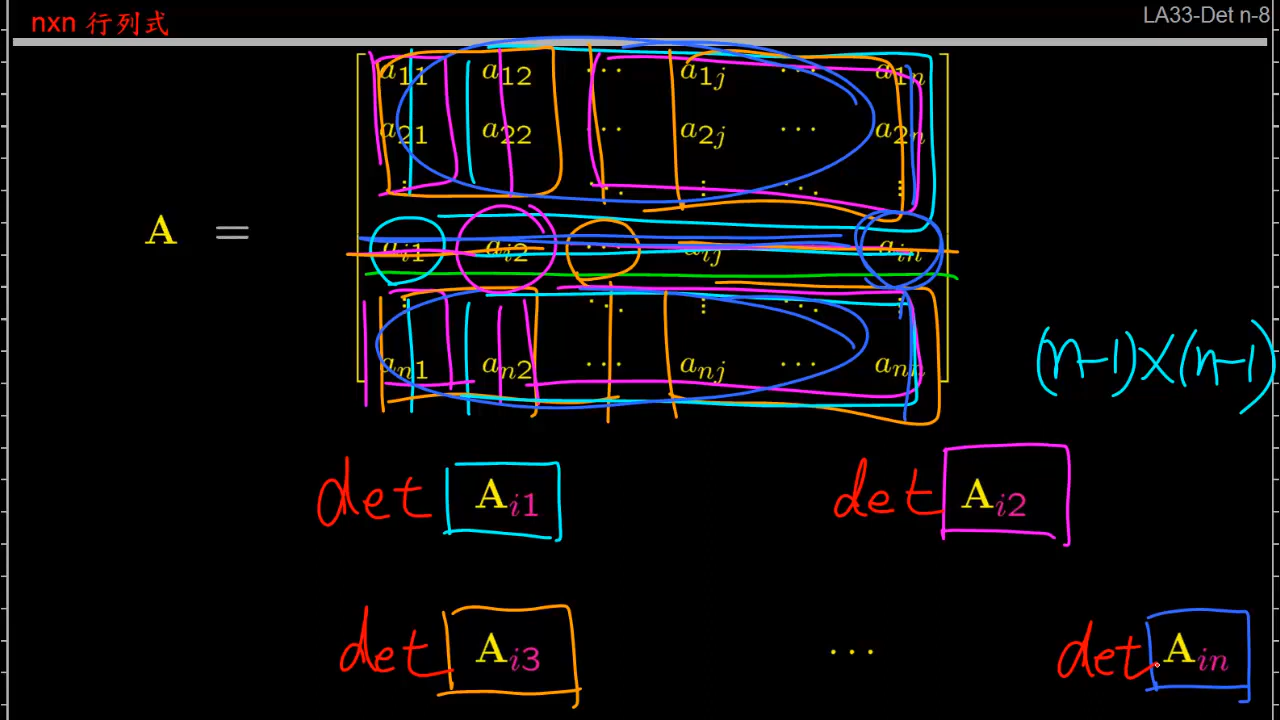 nxn 行列式
LA33-Det n-8
a11 a12 ⋯ a1j ⋯ a1n
a21 a22 ⋯ a2j ⋯ a2n
⋮ ⋱ ⋮ ⋱ ⋮
A = ai1 ai2 ⋯ aij ⋯ ain
⋮ ⋱ ⋮ ⋱ ⋮
an1 an2 ⋯ anj ⋯ ann
(n-1)×(n-1)
det Ai1 det Ai2
det Ai3 ⋯ det Ain